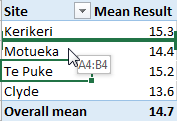 Site Mean Result
Kerikeri 15.3
Motueka 14.4
A4:B4
Te Puke 15.2
Clyde 13.6
Overall mean 14.7